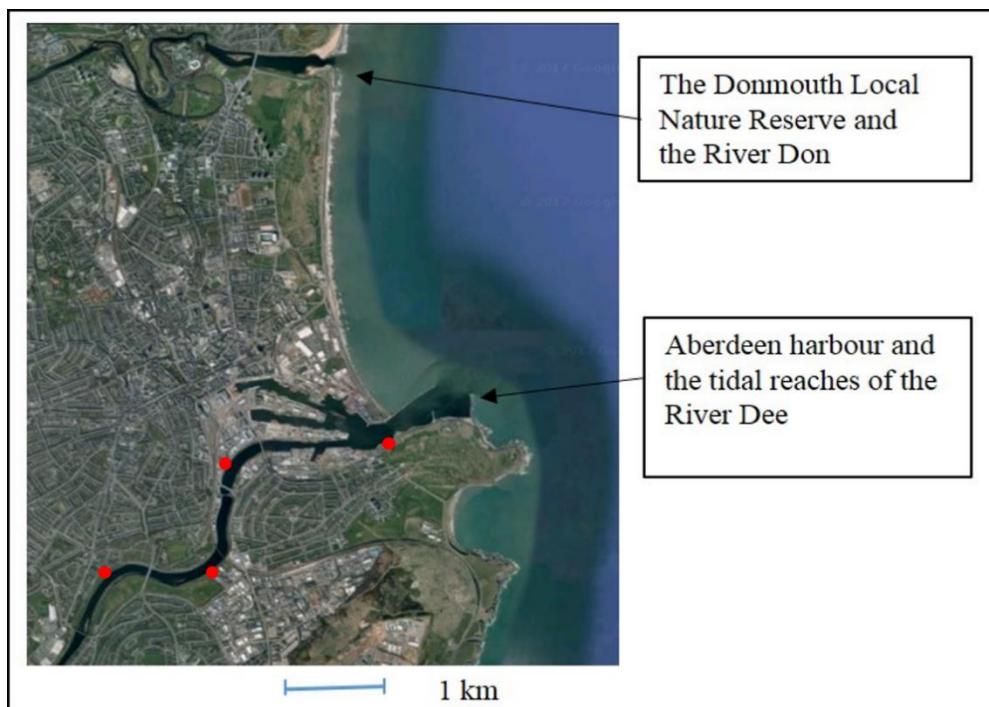 The Donmouth Local
Nature Reserve and
the River Don
Aberdeen harbour and
the tidal reaches of the
River Dee
1 km